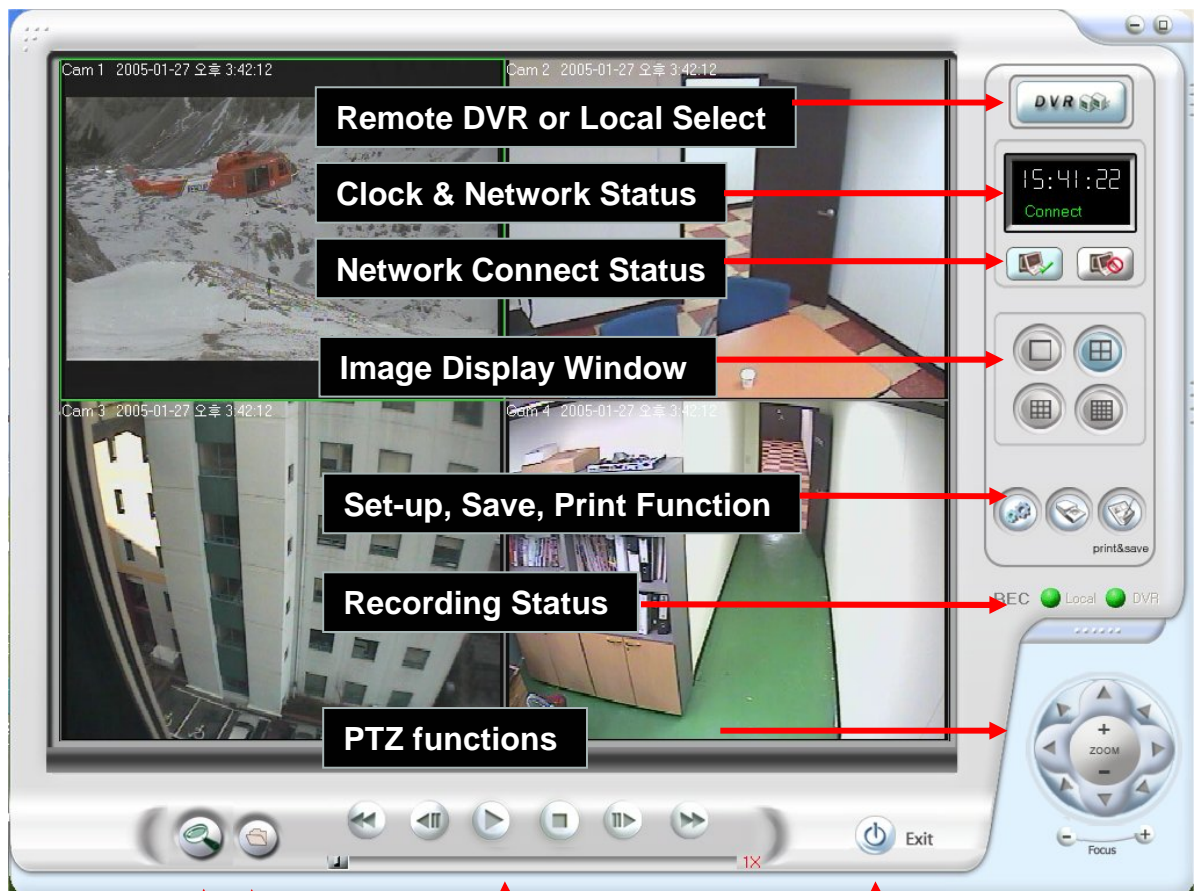 Cam 1 2005-01-27 오후 3:42:12
Cam 2 2005-01-27 오후 3:42:12
Remote DVR or Local Select
DVR
Clock & Network Status
15:41:22
Connect
Network Connect Status
Image Display Window
Cam 3 2005-01-27 오후 3:42:12
Cam 4 2005-01-27 오후 3:42:12
Set-up, Save, Print Function
print&save
Recording Status
REC Local DVR
PTZ functions
+
ZOOM
-
1X
Exit
- +
Focus